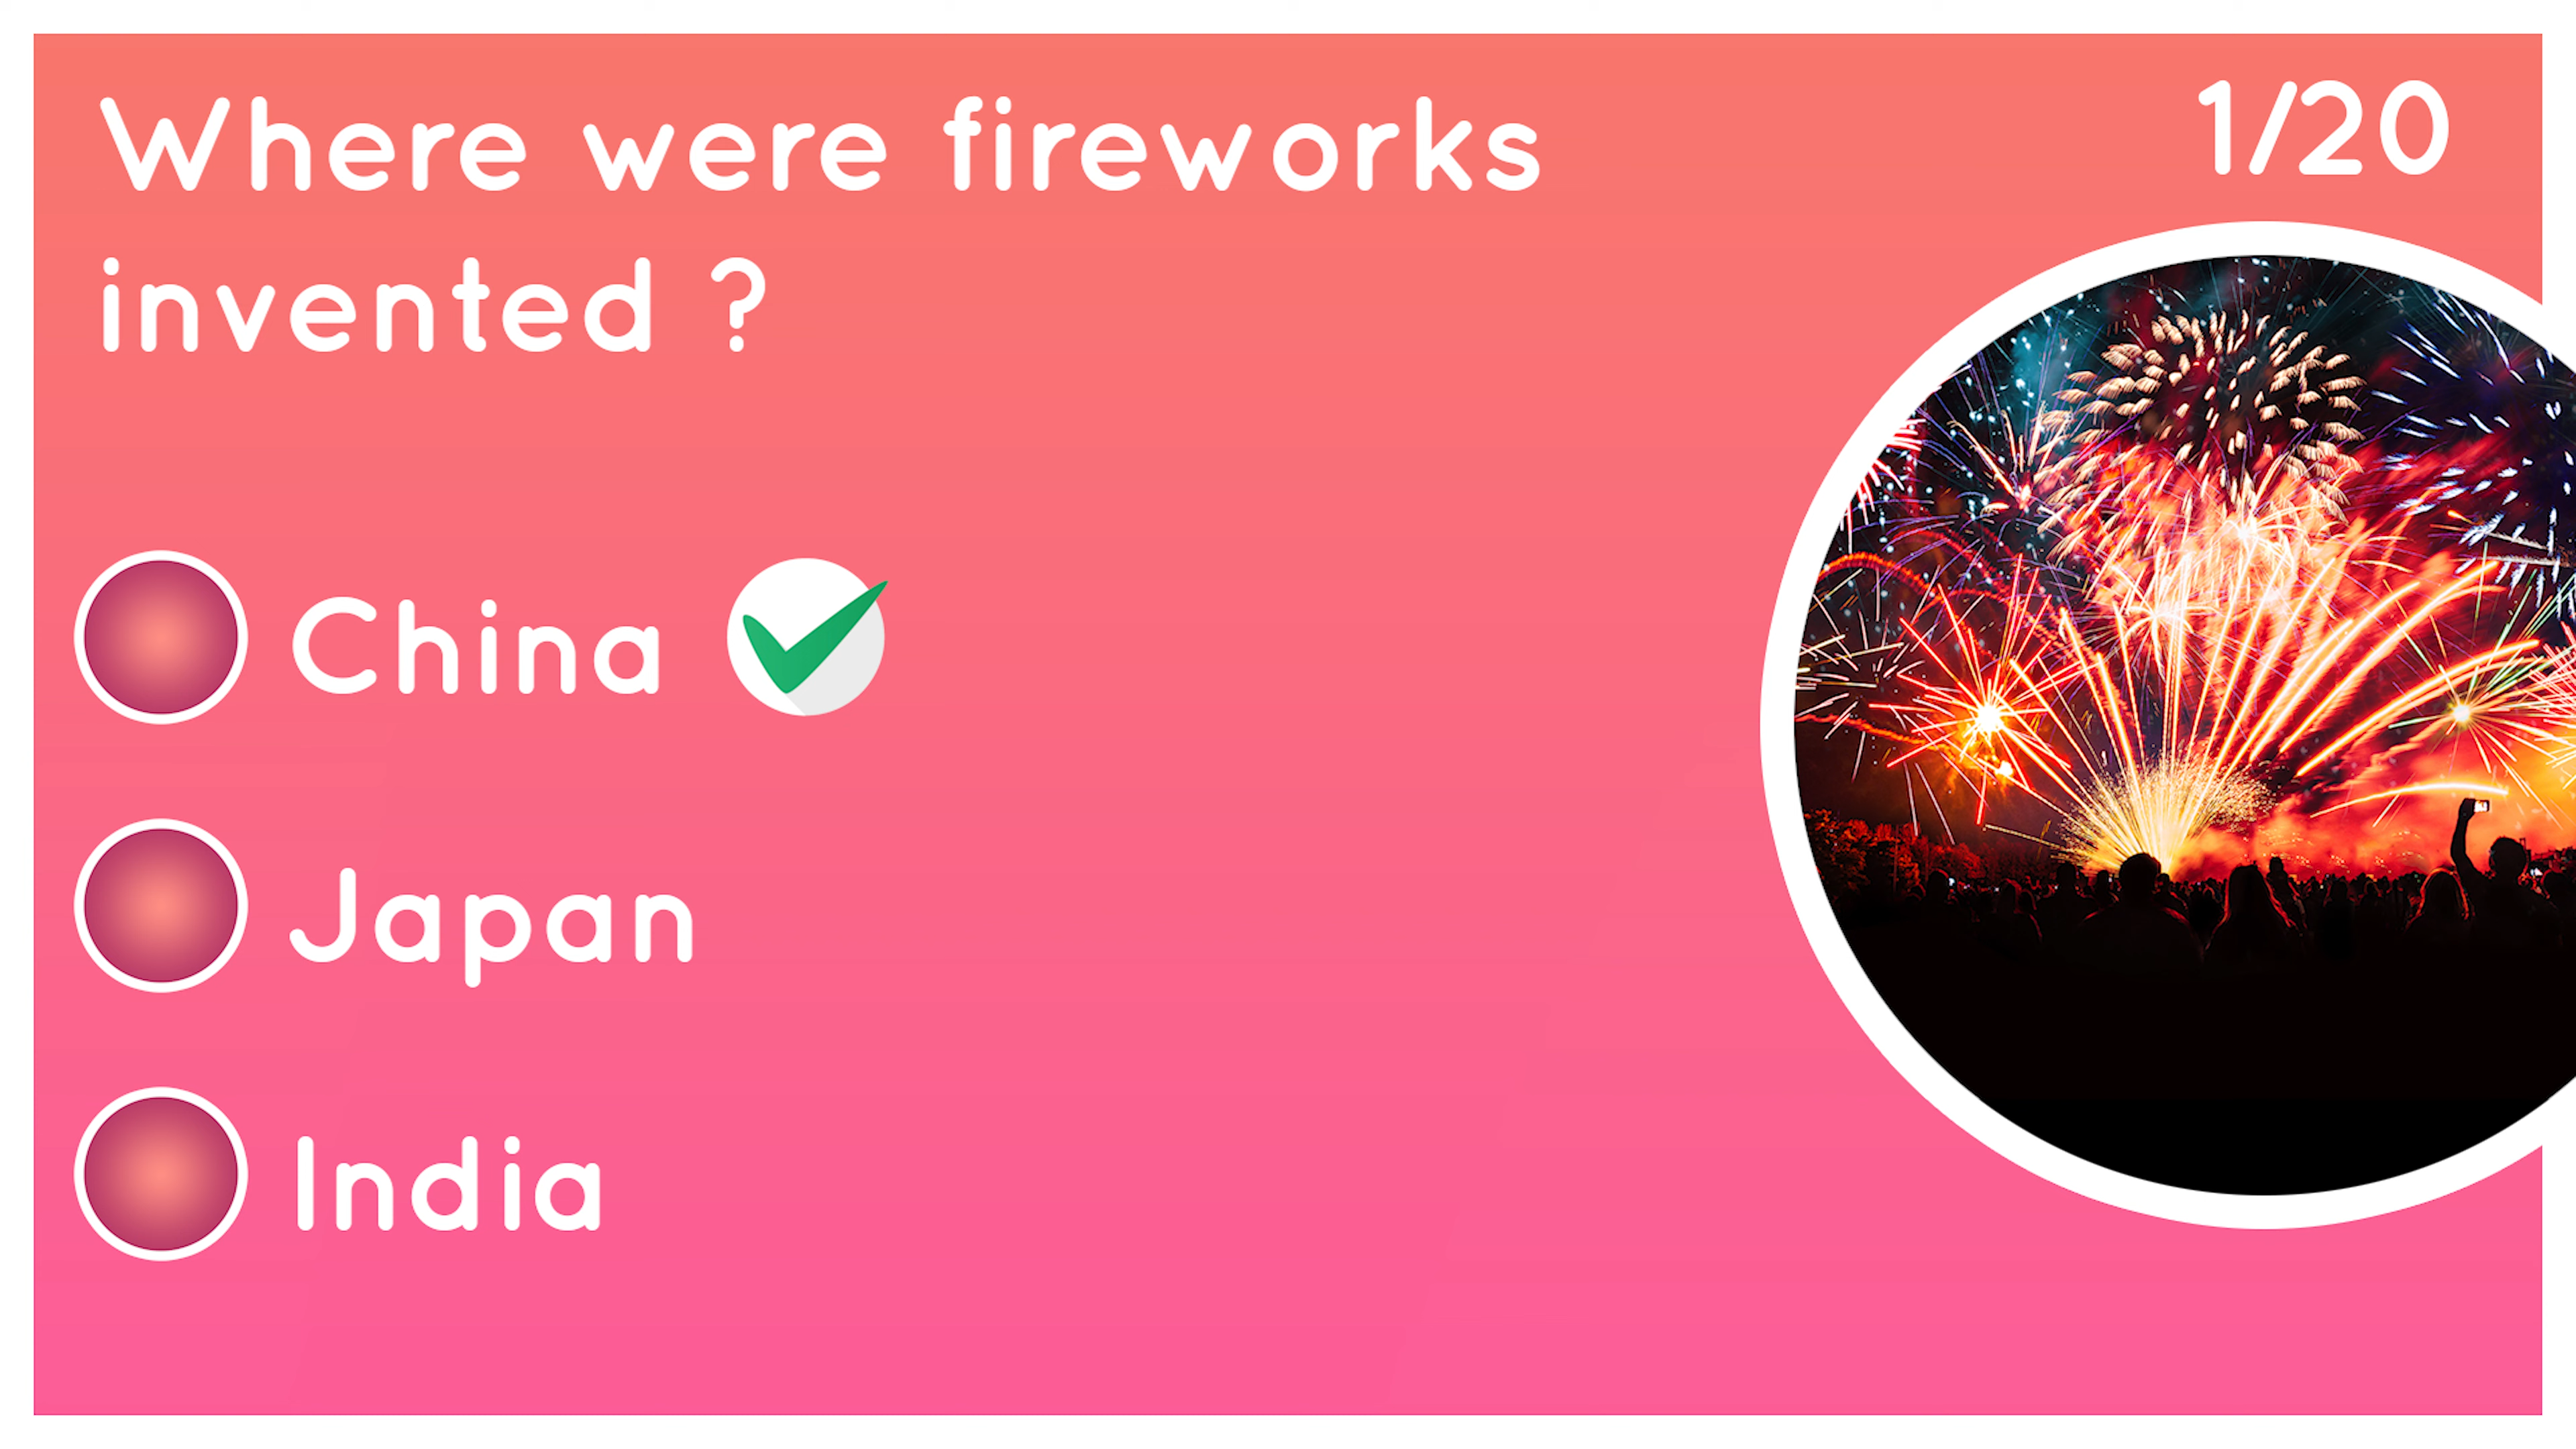 Where were fireworks
invented ?
1/20
China
Japan
India